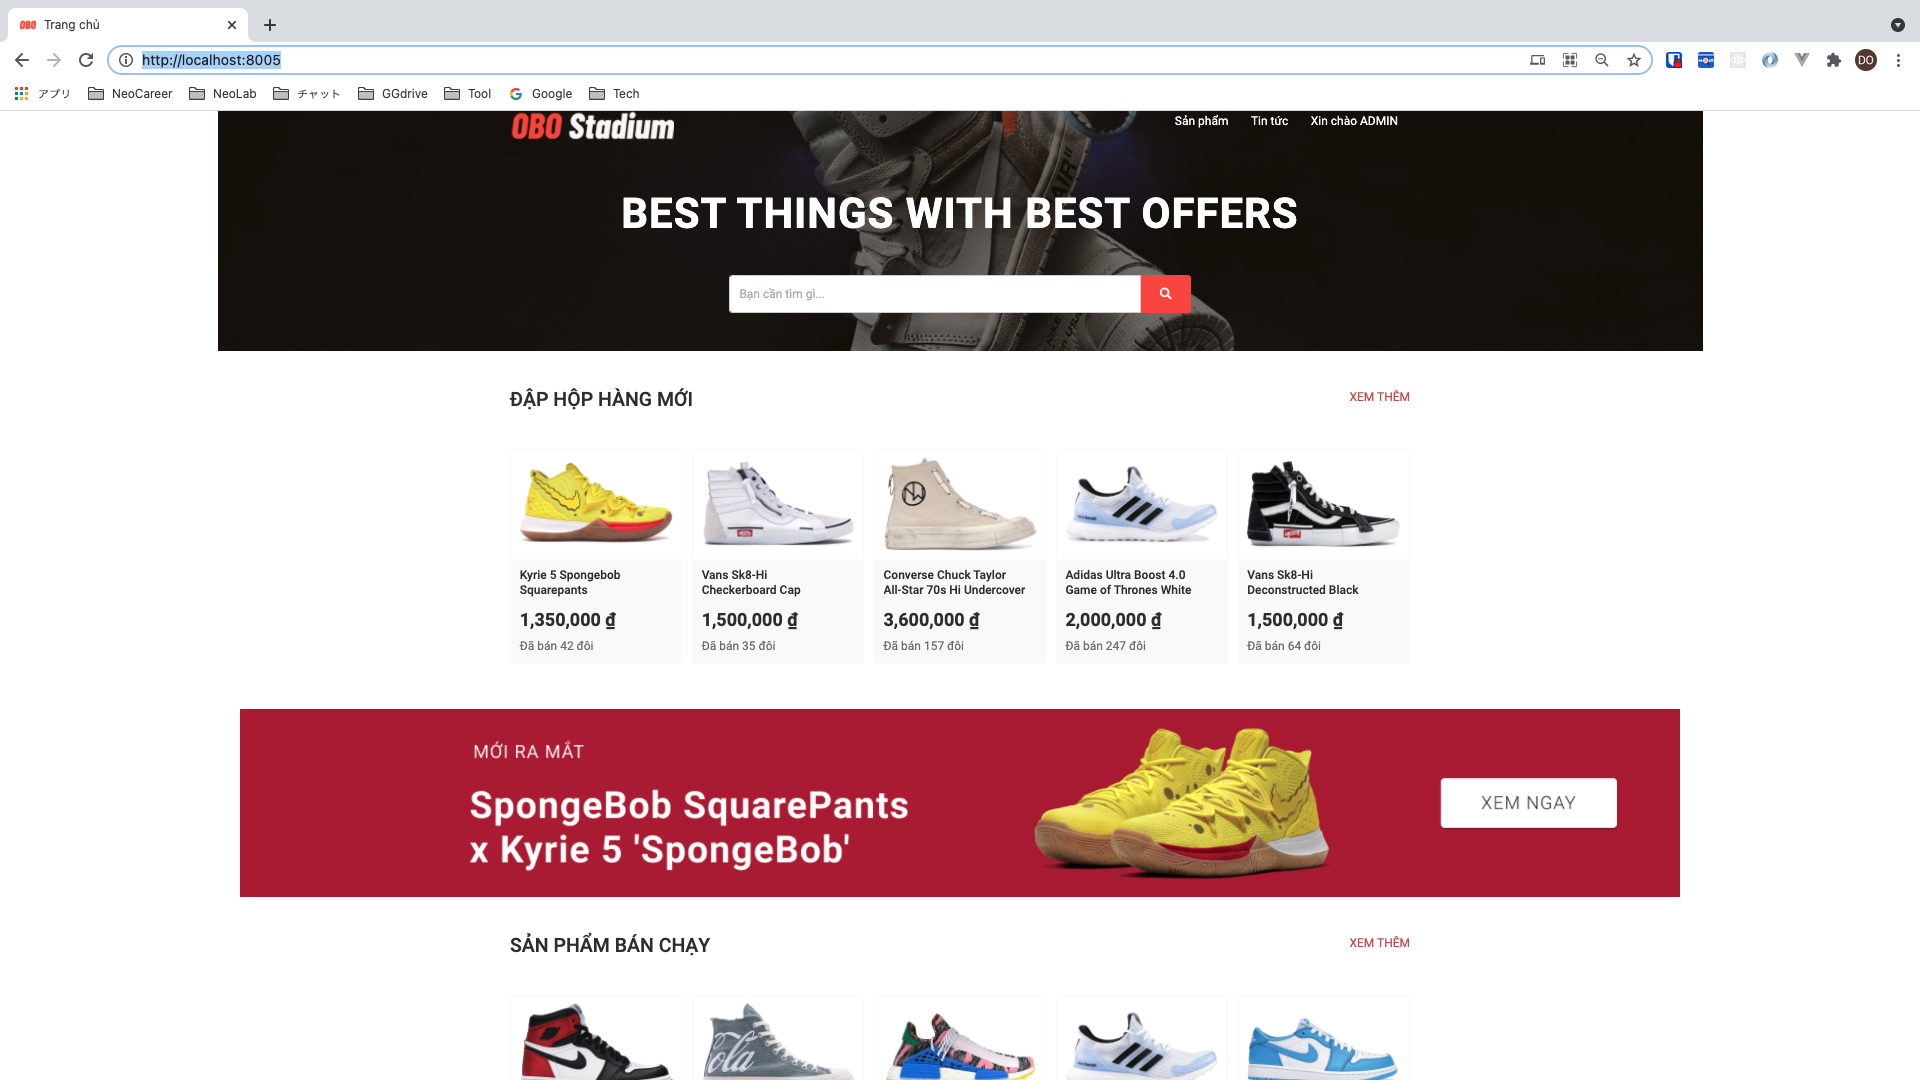 OBO Trang chủ
http://localhost:8005
DO
アプリ NeoCareer NeoLab チャット GGdrive Tool Google Tech
OBO Stadium
Sản phẩm Tin tức Xin chào ADMIN
AIR"
BEST THINGS WITH BEST OFFERS
Bạn cần tìm gì...
ĐẬP HỘP HÀNG MỚI
XEM THÊM
Kyrie 5 Spongebob
Squarepants
1,350,000 ₫
Đã bán 42 đôi
Vans Sk8-Hi
Checkerboard Cap
1,500,000 ₫
Đã bán 35 đôi
Converse Chuck Taylor
All-Star 70s Hi Undercover
3,600,000 ₫
Đã bán 157 đôi
Adidas Ultra Boost 4.0
Game of Thrones White
2,000,000 ₫
Đã bán 247 đôi
Vans Sk8-Hi
Deconstructed Black
1,500,000 ₫
Đã bán 64 đôi
MỚI RA MẮT
SpongeBob SquarePants
x Kyrie 5 'SpongeBob'
XEM NGAY
SẢN PHẨM BÁN CHẠY
XEM THÊM